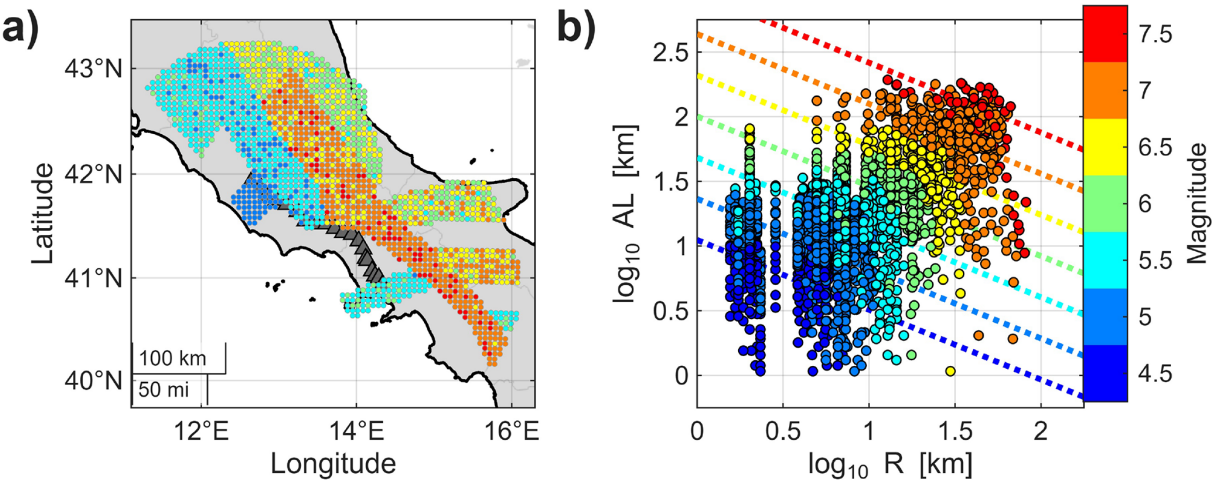 a)
43°N
42°N
41°N
40°N
Latitude
100 km
50 mi
12°E
14°E
16°E
Longitude
b)
2.5
2
1.5
1
0.5
0
log₁₀ AL [km]
0
0.5
1
1.5
2
log₁₀ R [km]
7.5
7
6.5
6
5.5
5
4.5
Magnitude